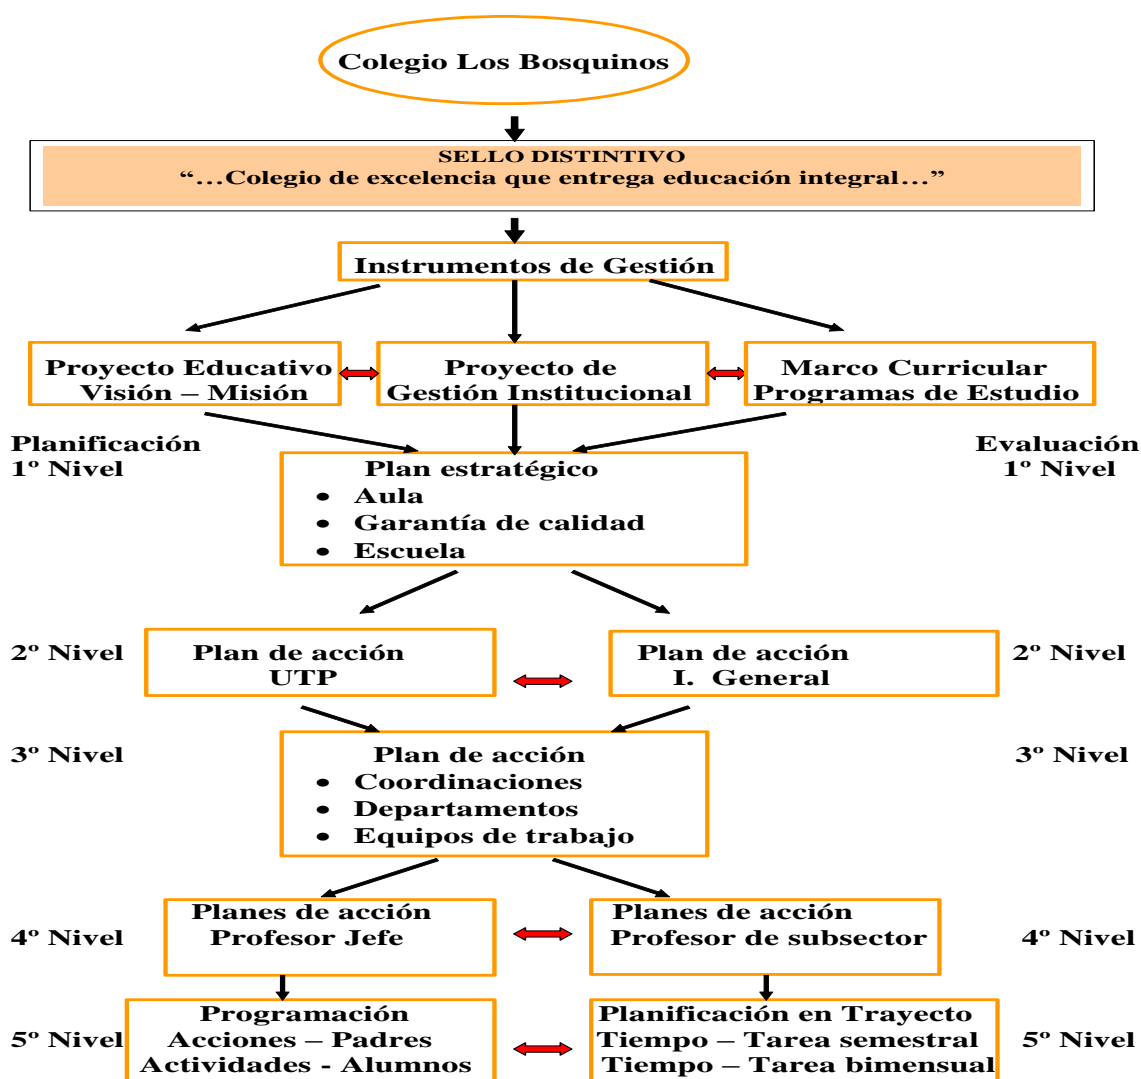 Colegio Los Bosquinos
SELLO DISTINTIVO
“…Colegio de excelencia que entrega educación integral…”
Instrumentos de Gestión
Proyecto Educativo
Visión – Misión
Proyecto de
Gestión Institucional
Marco Curricular
Programas de Estudio
Planificación
1º Nivel
Evaluación
1º Nivel
Plan estratégico
• Aula
• Garantía de calidad
• Escuela
2º Nivel
Plan de acción
UTP
Plan de acción
I. General
2º Nivel
3º Nivel
Plan de acción
• Coordinaciones
• Departamentos
• Equipos de trabajo
3º Nivel
4º Nivel
Planes de acción
Profesor Jefe
Planes de acción
Profesor de subsector
4º Nivel
5º Nivel
Programación
Acciones – Padres
Actividades - Alumnos
Planificación en Trayecto
Tiempo – Tarea semestral
Tiempo – Tarea bimensual
5º Nivel